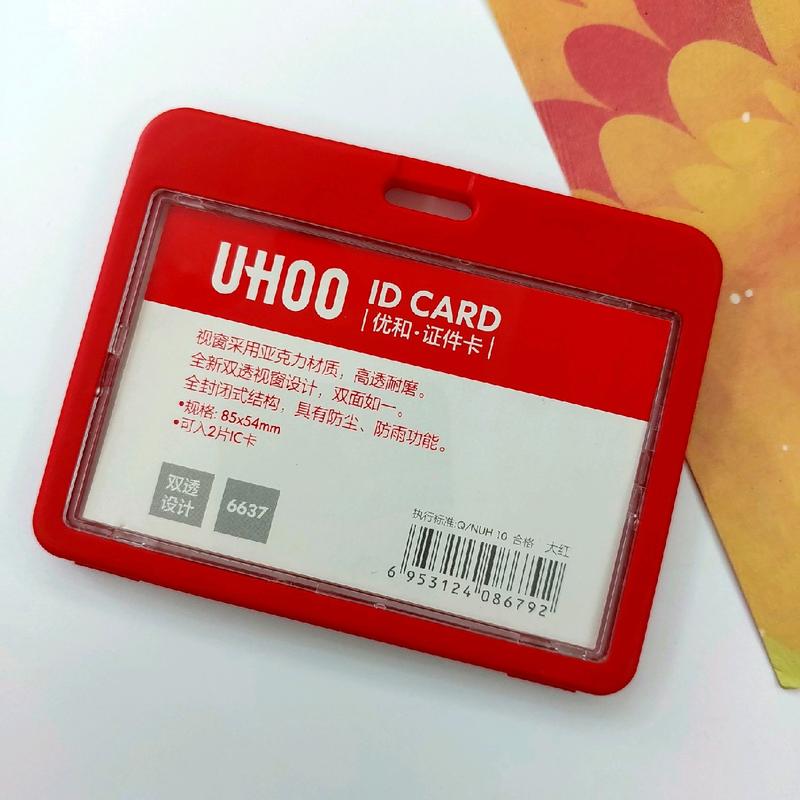 UHOO
ID CARD
|优和·证件卡|
视窗采用亚克力材质，高透耐磨。
全新双透视窗设计，双面如一。
全封闭式结构，具有防尘、防雨功能。
•规格: 85x54mm
•可入2片IC卡
双透
设计
6637
执行标准:Q/NUH 10 合格 大红
6 953124 086792